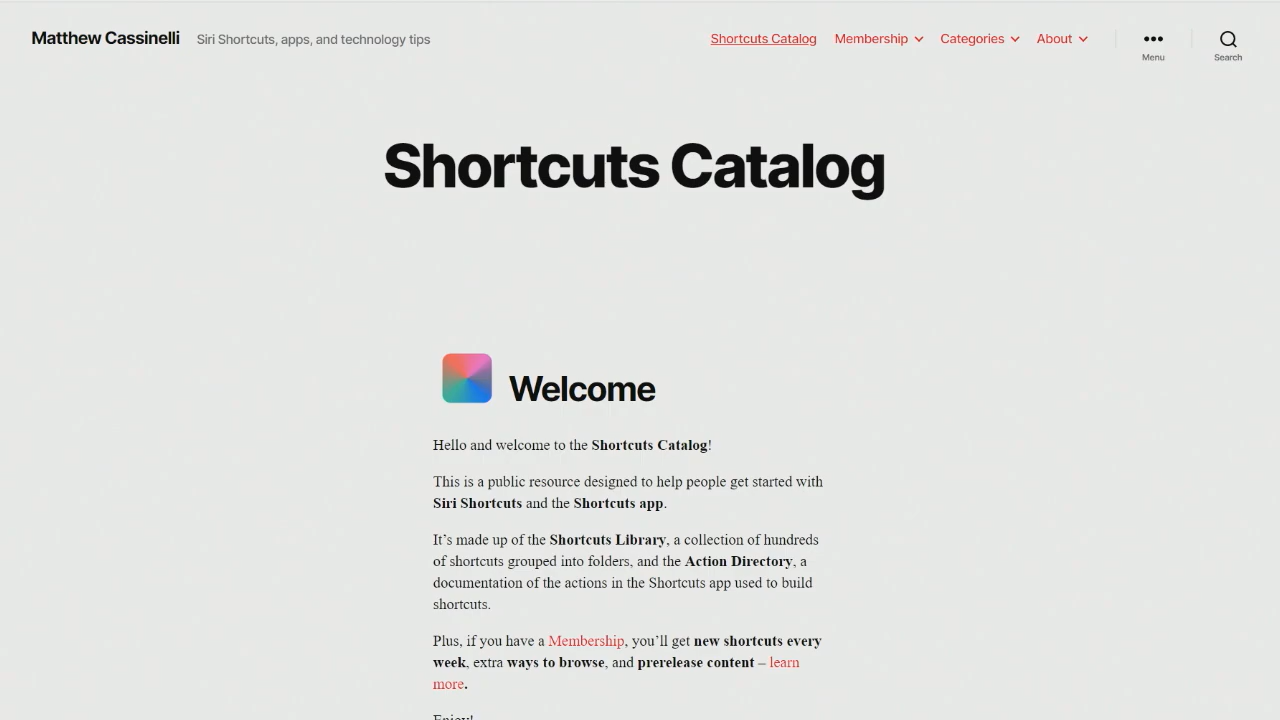 Matthew Cassinelli
Siri Shortcuts, apps, and technology tips
Shortcuts Catalog
Membership
Categories
About
Menu
Search
Shortcuts Catalog
Welcome
Hello and welcome to the Shortcuts Catalog!
This is a public resource designed to help people get started with
Siri Shortcuts and the Shortcuts app.
It’s made up of the Shortcuts Library, a collection of hundreds
of shortcuts grouped into folders, and the Action Directory, a
documentation of the actions in the Shortcuts app used to build
shortcuts.
Plus, if you have a Membership, you’ll get new shortcuts every
week, extra ways to browse, and prerelease content – learn
more.
Enjoy!